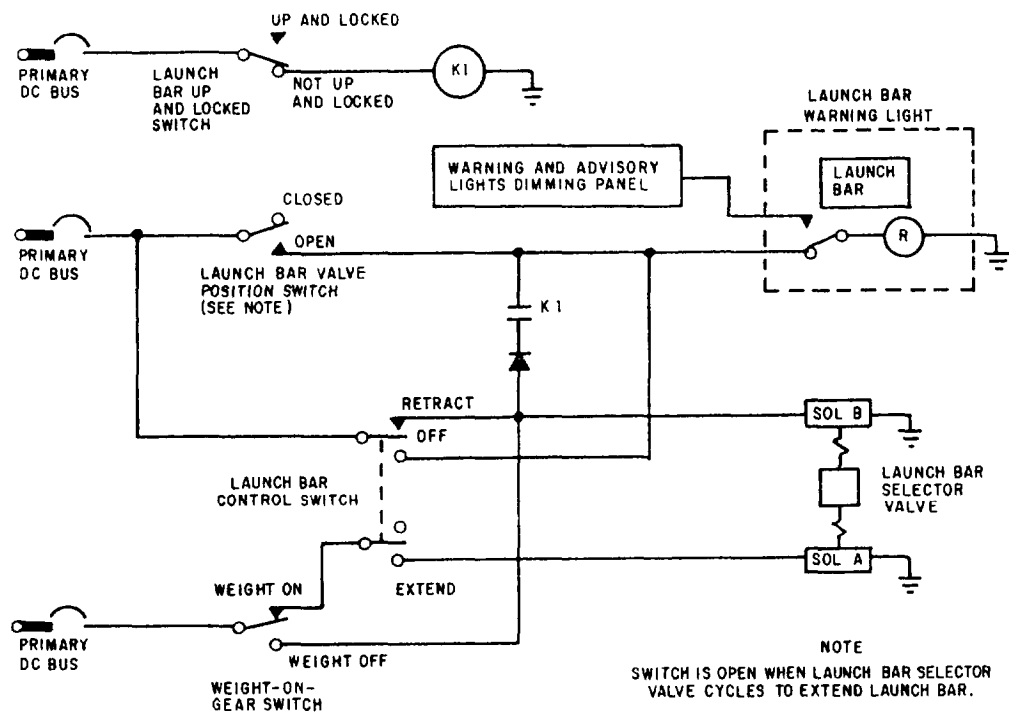 UP AND LOCKED
PRIMARY
DC BUS
LAUNCH
BAR UP
AND LOCKED
SWITCH
NOT UP
AND LOCKED
K1
LAUNCH BAR
WARNING LIGHT
WARNING AND ADVISORY
LIGHTS DIMMING PANEL
LAUNCH
BAR
R
CLOSED
OPEN
PRIMARY
DC BUS
LAUNCH BAR VALVE
POSITION SWITCH
(SEE NOTE)
K1
RETRACT
OFF
LAUNCH BAR
CONTROL SWITCH
SOL B
LAUNCH BAR
SELECTOR
VALVE
SOL A
EXTEND
WEIGHT ON
PRIMARY
DC BUS
WEIGHT OFF
WEIGHT-ON-
GEAR SWITCH
NOTE
SWITCH IS OPEN WHEN LAUNCH BAR SELECTOR
VALVE CYCLES TO EXTEND LAUNCH BAR.